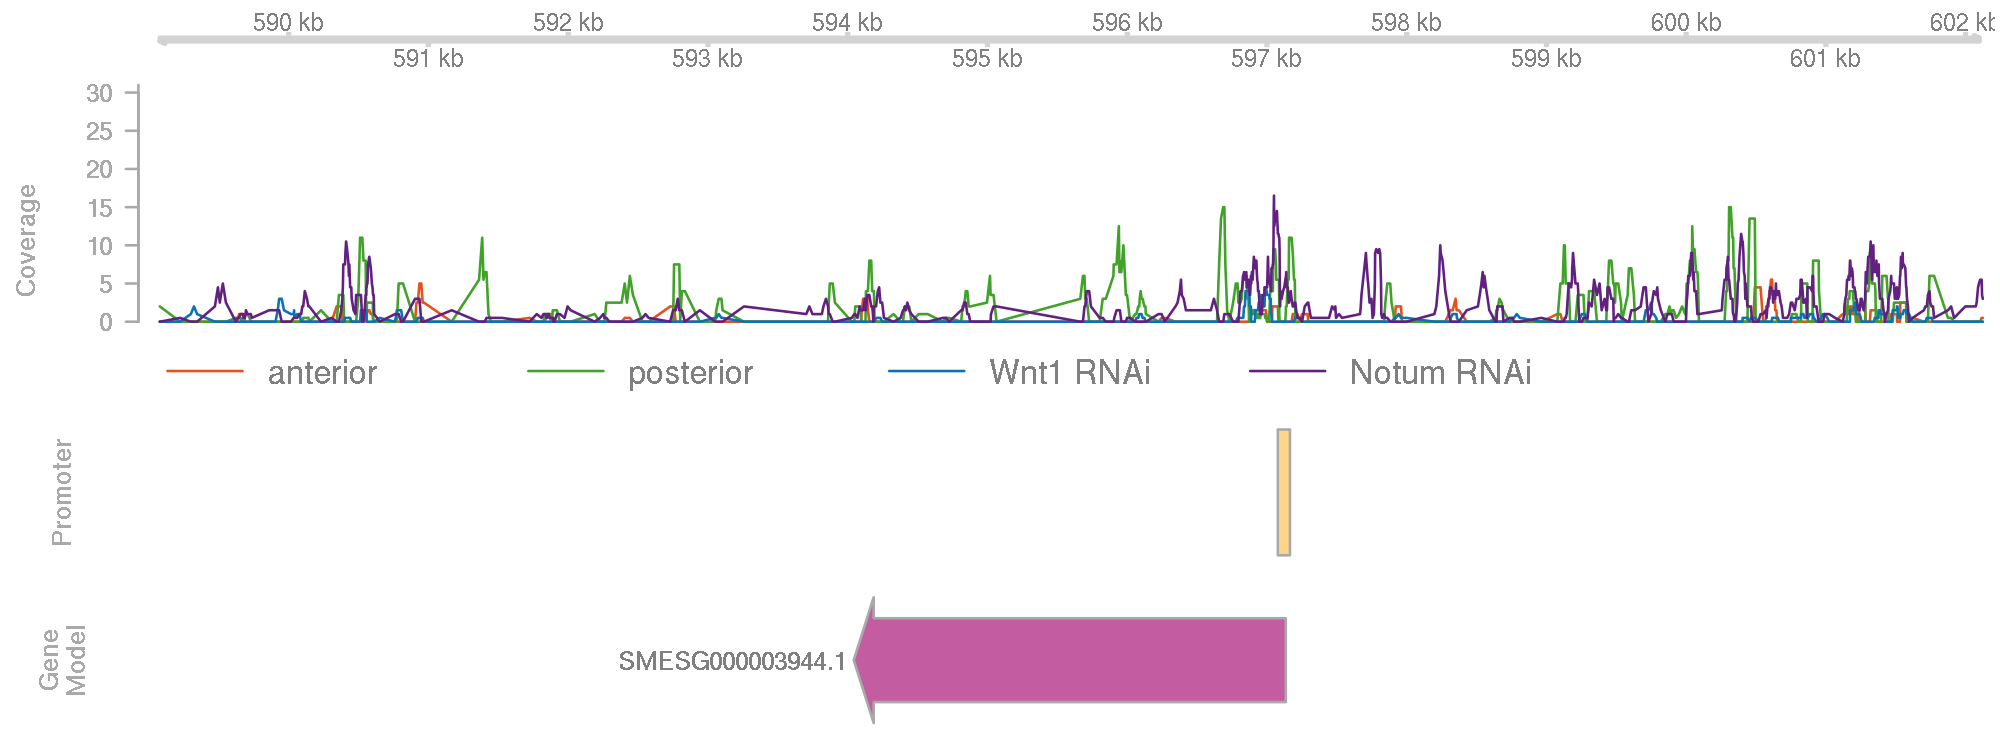 590 kb 592 kb 594 kb 596 kb 598 kb 600 kb 602 kb
591 kb 593 kb 595 kb 597 kb 599 kb 601 kb
30
25
20
15
10
5
0
Coverage
anterior posterior Wnt1 RNAi Notum RNAi
Promoter
Gene
Model
SMESG000003944.1